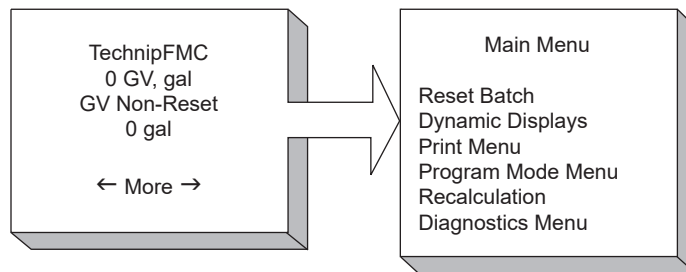 TechnipFMC
0 GV, gal
GV Non-Reset
0 gal
← More →
Main Menu
Reset Batch
Dynamic Displays
Print Menu
Program Mode Menu
Recalculation
Diagnostics Menu